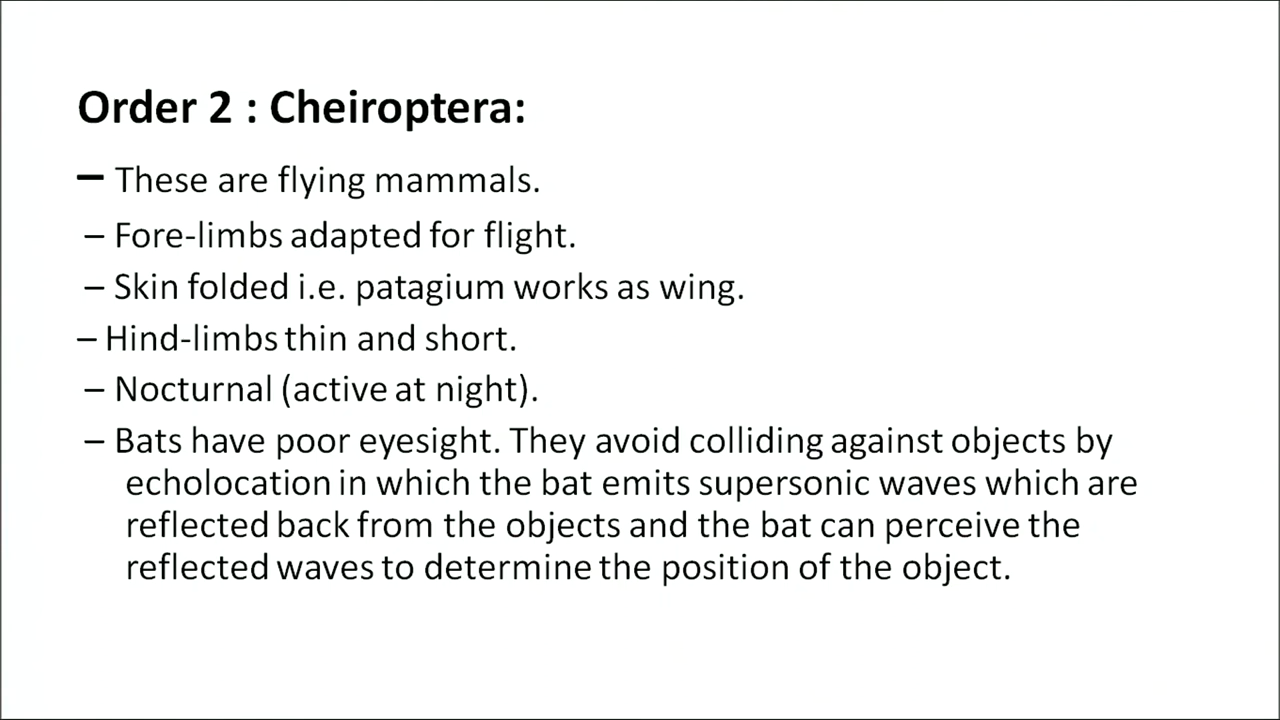 Order 2 : Cheiroptera:
– These are flying mammals.
– Fore-limbs adapted for flight.
– Skin folded i.e. patagium works as wing.
– Hind-limbs thin and short.
– Nocturnal (active at night).
– Bats have poor eyesight. They avoid colliding against objects by
echolocation in which the bat emits supersonic waves which are
reflected back from the objects and the bat can perceive the
reflected waves to determine the position of the object.